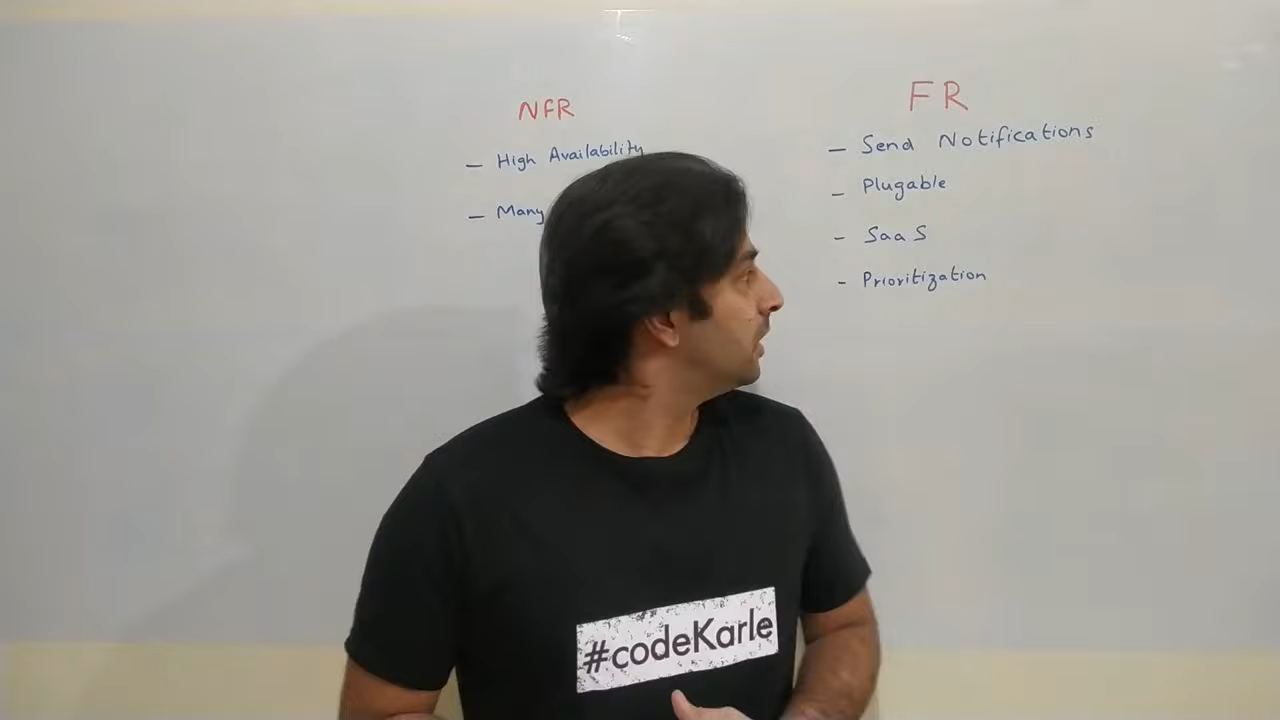 NFR
– High Availability
– Many
FR
– Send Notifications
– Plugable
– SaaS
– Prioritization
#codeKarle